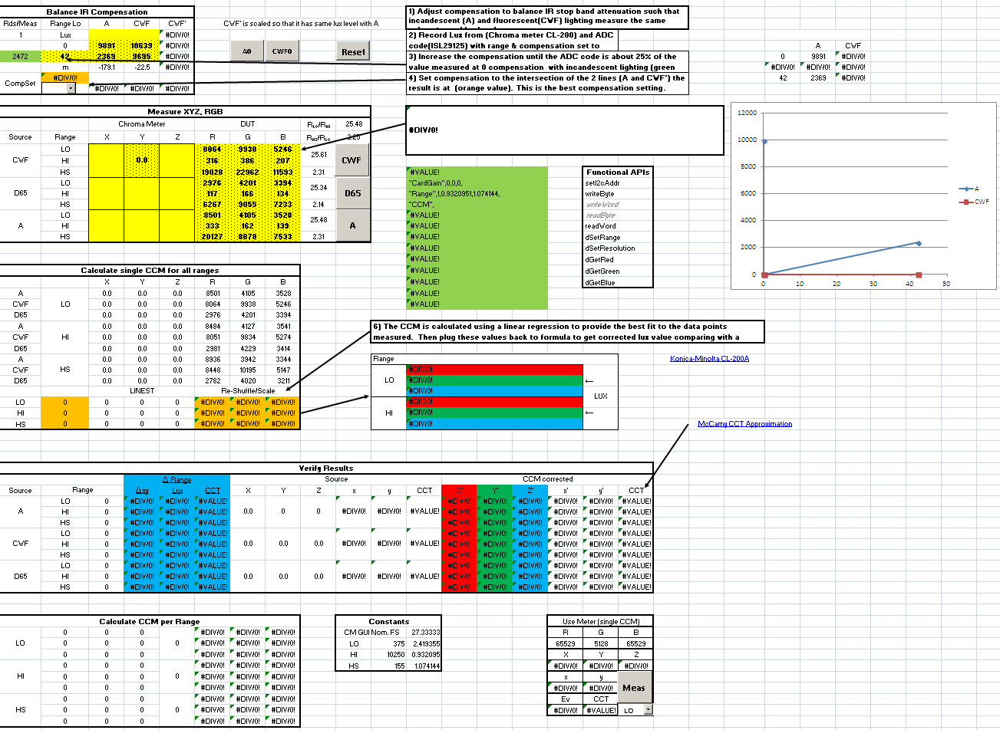 Balance IR Compensation
Rds/Meas Range Lo A CWF CWF'
1 Lux #DIV/0!
0 9891 10639 #DIV/0!
2472 42 2369 9695 #DIV/0!
m -179.1 -22.5 #DIV/0!
CompSet #DIV/0!
#DIV/0! #DIV/0! #DIV/0!
CWF' is scaled so that it has same lux level with A
A0 CWF0 Reset
1) Adjust compensation to balance IR stop band attenuation such that
incandescent (A) and fluorescent(CWF) lighting measure the same
2) Record Lux from (Chroma meter CL-200) and ADC
code(ISL29125) with range & compensation set to
3) Increase the compensation until the ADC code is about 25% of the
value measured at 0 compensation with incandescent lighting (green
4) Set compensation to the intersection of the 2 lines (A and CWF') the
result is at (orange value). This is the best compensation setting.
A CWF
0 9891 #DIV/0!
#DIV/0! #DIV/0! #DIV/0!
42 2369 #DIV/0!
Measure XYZ, RGB
Chroma Meter DUT RLo/RHI 25.48
Source Range X Y Z R G B RHS/RLo 2.25
CWF LO 8064 9938 5246
HI 0.0 316 386 207 25.61 CWF
HS 19028 22962 11593 2.31
D65 LO 2976 4201 3394
HI 117 166 134 25.34 D65
HS 6267 9055 7233 2.14
A LO 8501 4105 3528
HI 333 162 139 25.48 A
HS 20127 8878 7533 2.31
#DIV/0!
#VALUE!
"CardGain",0,0,0,
"Range",1,0.9320951,1.074144,
"CCM",
#VALUE!
#VALUE!
#VALUE!
#VALUE!
#VALUE!
#VALUE!
#VALUE!
#VALUE!
#VALUE!
Functional APIs
setI2cAddr
writeByte
writeWord
readByte
readWord
dSetRange
dSetResolution
dGetRed
dGetGreen
dGetBlue
12000
10000
8000
6000
4000
2000
0
0 10 20 30 40 50
A
CWF
Calculate single CCM for all ranges
X Y Z R G B
A 0.0 0.0 0.0 8501 4105 3528
CWF LO 0.0 0.0 0.0 8064 9938 5246
D65 0.0 0.0 0.0 2976 4201 3394
A 0.0 0.0 0.0 8484 4127 3541
CWF HI 0.0 0.0 0.0 8051 9834 5274
D65 0.0 0.0 0.0 2981 4229 3414
A 0.0 0.0 0.0 8936 3942 3344
CWF HS 0.0 0.0 0.0 8448 10195 5147
D65 0.0 0.0 0.0 2782 4020 3211
LINEST Re-Shuffle/Scale
LO 0 0 0 #DIV/0! #DIV/0! #DIV/0!
HI 0 0 0 #DIV/0! #DIV/0! #DIV/0!
HS 0 0 0 #DIV/0! #DIV/0! #DIV/0!
6) The CCM is calculated using a linear regression to provide the best fit to the data points
measured. Then plug these values back to formula to get corrected lux value comparing with a
Range
LO #DIV/0!
#DIV/0! ←
#DIV/0! LUX
HI #DIV/0!
#DIV/0! ←
#DIV/0!
Konica-Minolta CL-200A
McCamy CCT Approximation
Verify Results
Δ Range Source CCM corrected
Source Range Δxy Lux CCT X Y Z x y CCT X' Y' Z' x' y' CCT
LO 0 #DIV/0! #DIV/0! #VALUE! #DIV/0! #DIV/0! #DIV/0! #DIV/0! #DIV/0! #VALUE!
A HI 0 #DIV/0! #DIV/0! #VALUE! 0.0 0 0 #DIV/0! #DIV/0! #VALUE! #DIV/0! #DIV/0! #DIV/0! #DIV/0! #DIV/0! #VALUE!
HS 0 #DIV/0! #DIV/0! #VALUE! #DIV/0! #DIV/0! #DIV/0! #DIV/0! #DIV/0! #VALUE!
LO 0 #DIV/0! #DIV/0! #VALUE! #DIV/0! #DIV/0! #DIV/0! #DIV/0! #DIV/0! #VALUE!
CWF HI 0 #DIV/0! #DIV/0! #VALUE! 0.0 0.0 0.0 #DIV/0! #DIV/0! #VALUE! #DIV/0! #DIV/0! #DIV/0! #DIV/0! #DIV/0! #VALUE!
HS 0 #DIV/0! #DIV/0! #VALUE! #DIV/0! #DIV/0! #DIV/0! #DIV/0! #DIV/0! #VALUE!
LO 0 #DIV/0! #DIV/0! #VALUE! #DIV/0! #DIV/0! #DIV/0! #DIV/0! #DIV/0! #VALUE!
D65 HI 0 #DIV/0! #DIV/0! #VALUE! 0.0 0.0 0.0 #DIV/0! #DIV/0! #VALUE! #DIV/0! #DIV/0! #DIV/0! #DIV/0! #DIV/0! #VALUE!
HS 0 #DIV/0! #DIV/0! #VALUE! #DIV/0! #DIV/0! #DIV/0! #DIV/0! #DIV/0! #VALUE!
Calculate CCM per Range
0 0 0 #DIV/0! #DIV/0! #DIV/0!
LO 0 0 0 0 #DIV/0! #DIV/0! #DIV/0!
0 0 0 #DIV/0! #DIV/0! #DIV/0!
0 0 0 #DIV/0! #DIV/0! #DIV/0!
HI 0 0 0 0 #DIV/0! #DIV/0! #DIV/0!
0 0 0 #DIV/0! #DIV/0! #DIV/0!
0 0 0 #DIV/0! #DIV/0! #DIV/0!
HS 0 0 0 0 #DIV/0! #DIV/0! #DIV/0!
0 0 0 #DIV/0! #DIV/0! #DIV/0!
Constants
CM GUI Nom. FS 27.33333
LO 375 2.419355
HI 10250 0.932095
HS 155 1.074144
Use Meter (single CCM)
R G B
65529 5128 65529
X Y Z
#DIV/0! #DIV/0! #DIV/0!
x y
#DIV/0! #DIV/0! Meas
Ev CCT
#DIV/0! #VALUE! LO